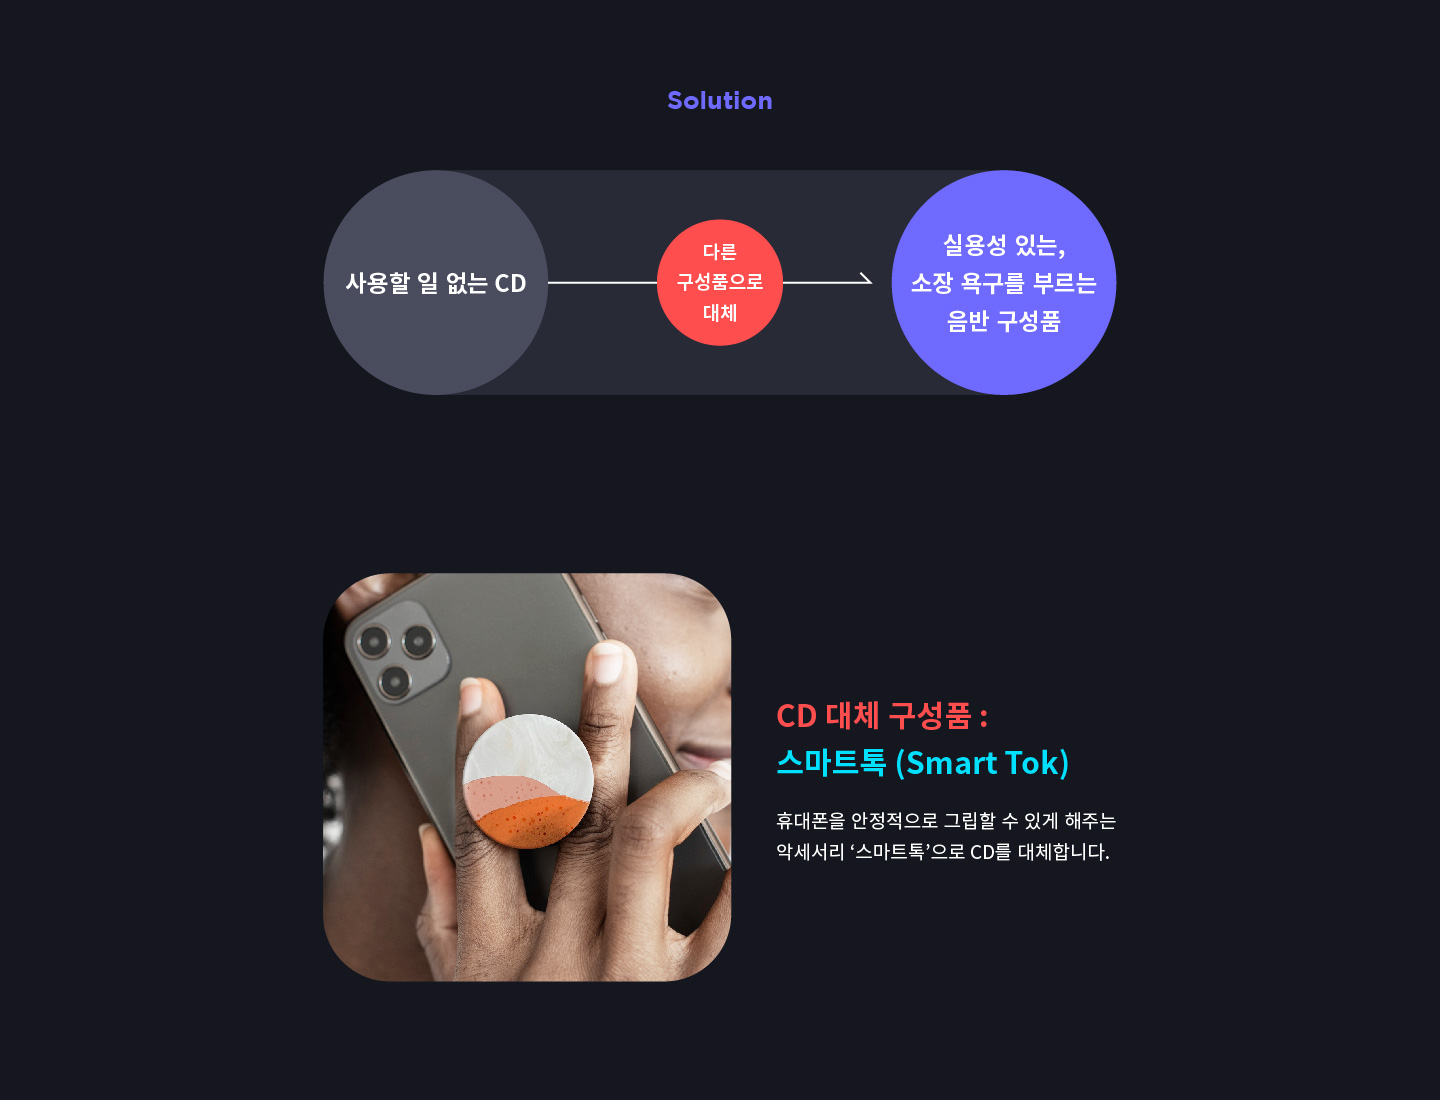 Solution
사용할 일 없는 CD
다른
구성품으로
대체
실용성 있는,
소장 욕구를 부르는
음반 구성품
CD 대체 구성품 :
스마트톡 (Smart Tok)
휴대폰을 안정적으로 그립할 수 있게 해주는
악세서리 ‘스마트톡’으로 CD를 대체합니다.